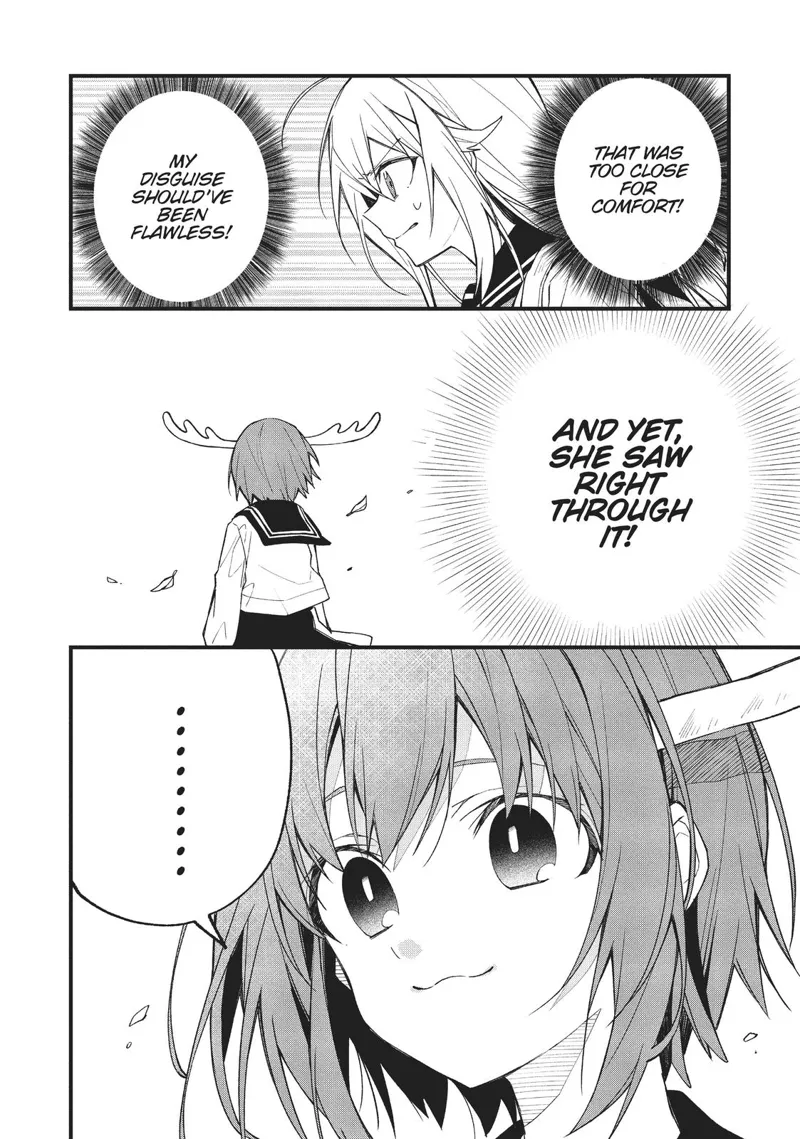 THAT WAS
TOO CLOSE
FOR
COMFORT!
MY
DISGUISE
SHOULD'VE
BEEN
FLAWLESS!
AND YET,
SHE SAW
RIGHT
THROUGH
IT!
.........